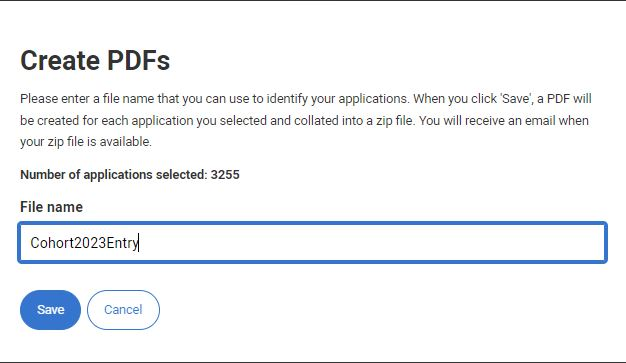 Create PDFs
Please enter a file name that you can use to identify your applications. When you click 'Save', a PDF will
be created for each application you selected and collated into a zip file. You will receive an email when
your zip file is available.
Number of applications selected: 3255
File name
Cohort2023Entry
Save Cancel